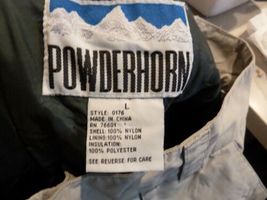 POWDERHORN
L
STYLE: 0176
MADE IN CHINA
RN 76601
SHELL: 100% NYLON
LINING: 100% NYLON
INSULATION:
100% POLYESTER
SEE REVERSE FOR CARE